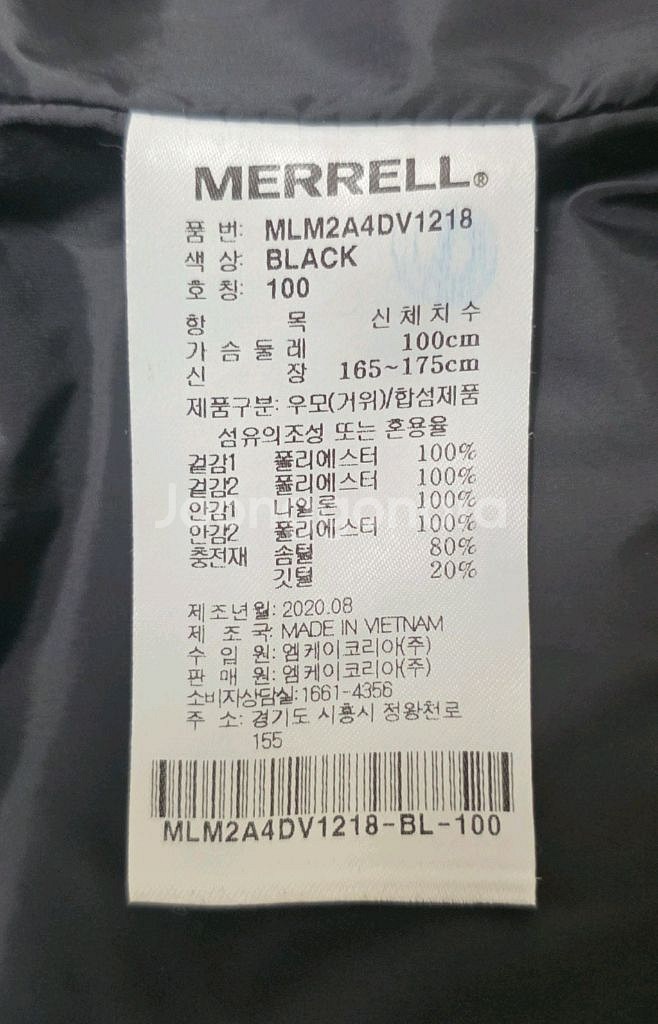 MERRELL®
품 번: MLM2A4DV1218
색 상: BLACK
호 칭: 100
항 목 신체치수
가슴둘레 100cm
신 장 165~175cm
제품구분: 우모(거위)/합섬제품
섬유의조성 또는 혼용율
겉감1 폴리에스터 100%
겉감2 폴리에스터 100%
안감1 나일론 100%
안감2 폴리에스터 100%
충전재 솜털 80%
깃털 20%
제조년월: 2020.08
제 조 국: MADE IN VIETNAM
수 입 원: 엠케이코리아(주)
판 매 원: 엠케이코리아(주)
소비자상담실: 1661-4356
주 소: 경기도 시흥시 정왕천로
155
MLM2A4DV1218-BL-100